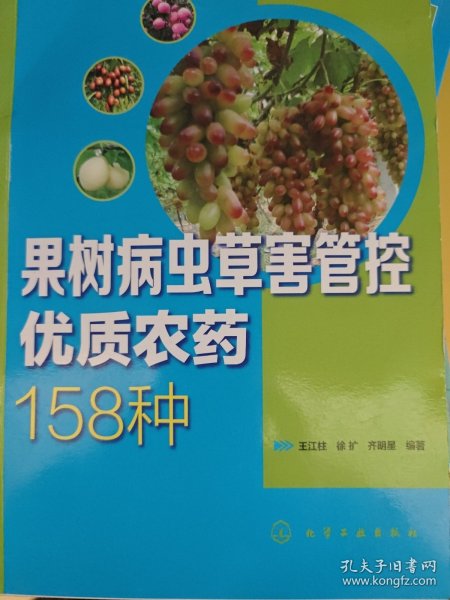 果树病虫草害管控
优质农药
158种
王江柱 徐扩 齐明星 编著
化学工业出版社
孔夫子旧书网
www.kongfz.com